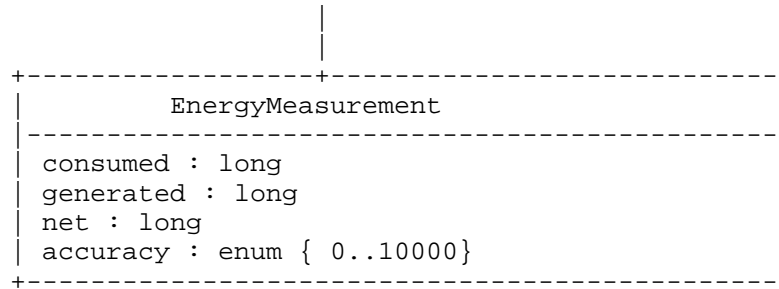 EnergyMeasurement
consumed : long
generated : long
net : long
accuracy : enum { 0..10000}